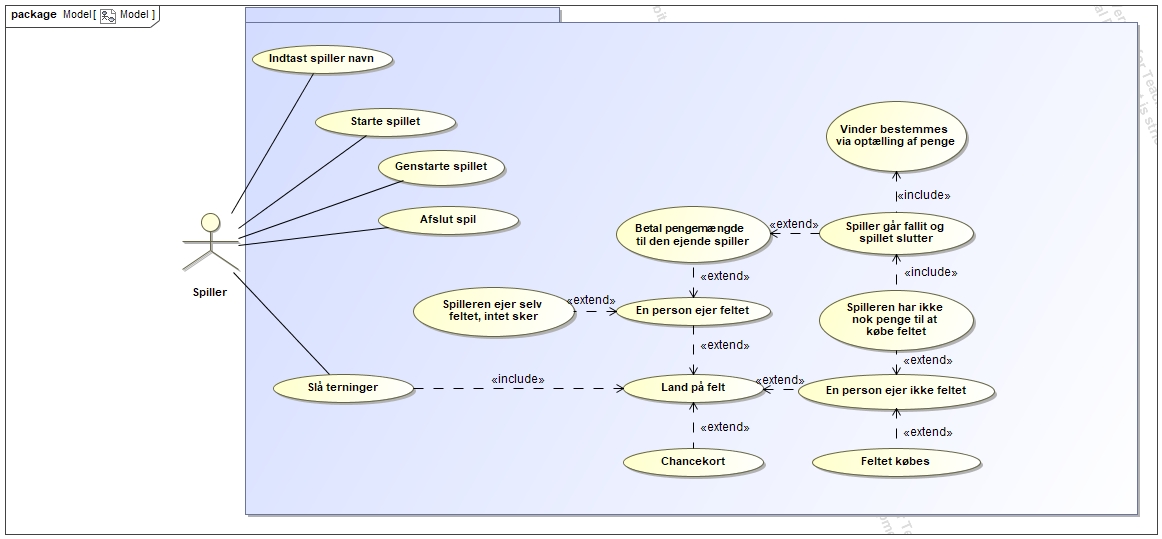 package Model [ Model ]
Indtast spiller navn
Starte spillet
Genstarte spillet
Afslut spil
Spiller
Slå terninger
«include»
Vinder bestemmes
via optælling af penge
«include»
Betal pengemængde
til den ejende spiller
«extend»
Spiller går fallit og
spillet slutter
«extend»
«include»
Spilleren ejer selv
feltet, intet sker
«extend»
En person ejer feltet
Spilleren har ikke
nok penge til at
købe feltet
«extend»
«extend»
Land på felt
«extend»
En person ejer ikke feltet
«extend»
«extend»
Chancekort
Feltet købes